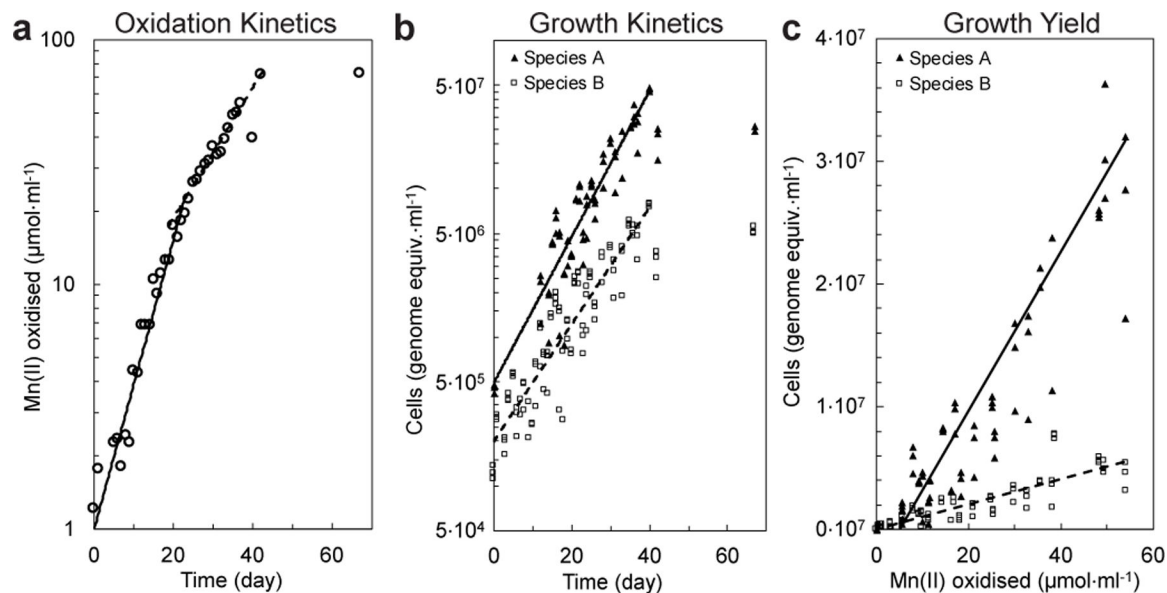 a Oxidation Kinetics
100
10
1
0 20 40 60
Time (day)
Mn(II) oxidised (µmol·ml⁻¹)
b Growth Kinetics
▲ Species A
□ Species B
5·10⁷
5·10⁶
5·10⁵
5·10⁴
0 20 40 60
Time (day)
Cells (genome equiv.·ml⁻¹)
c Growth Yield
▲ Species A
□ Species B
4·10⁷
3·10⁷
2·10⁷
1·10⁷
0·10⁷
0 20 40 60
Mn(II) oxidised (µmol·ml⁻¹)
Cells (genome equiv.·ml⁻¹)